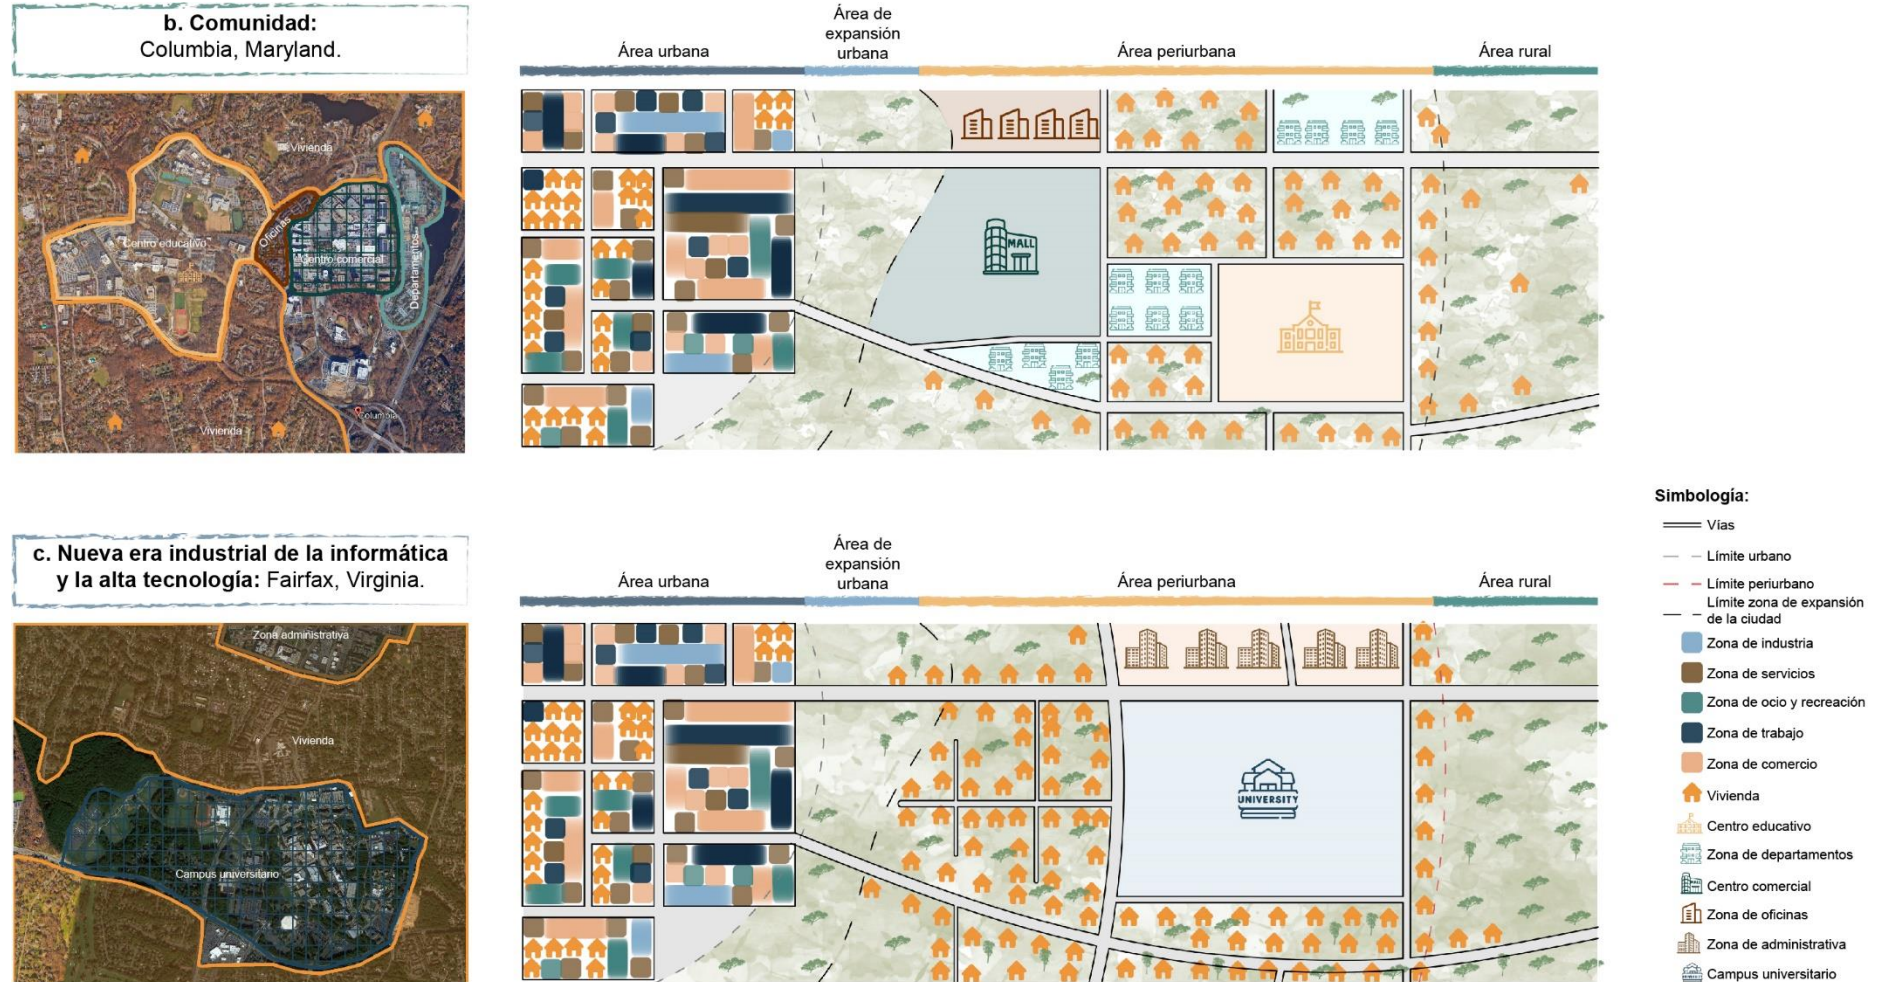 b. Comunidad:
Columbia, Maryland.
Vivienda
Centro educativo
Oficinas
Centro comercial
Departamentos
Columbia
Vivienda
Área urbana
Área de
expansión
urbana
Área periurbana
Área rural
MALL
c. Nueva era industrial de la informática
y la alta tecnología: Fairfax, Virginia.
Zona administrativa
Vivienda
Campus universitario
Área urbana
Área de
expansión
urbana
Área periurbana
Área rural
UNIVERSITY
Simbología:
Vías
Límite urbano
Límite periurbano
Límite zona de expansión
de la ciudad
Zona de industria
Zona de servicios
Zona de ocio y recreación
Zona de trabajo
Zona de comercio
Vivienda
Centro educativo
Zona de departamentos
Centro comercial
Zona de oficinas
Zona de administrativa
Campus universitario